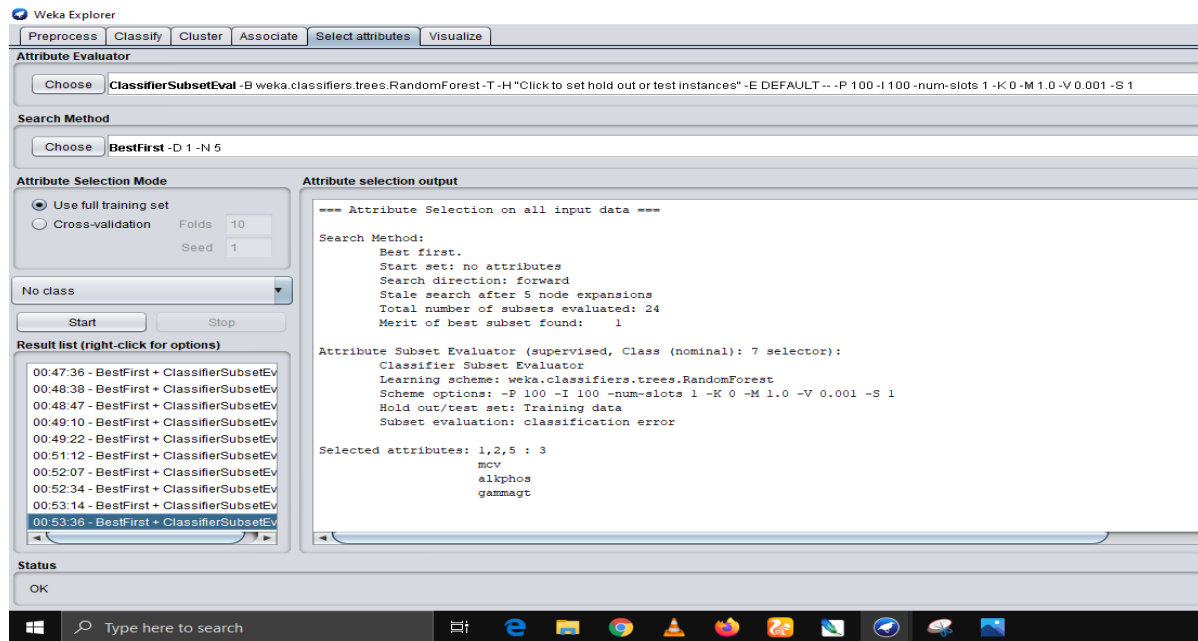 Weka Explorer
Preprocess Classify Cluster Associate Select attributes Visualize
Attribute Evaluator
Choose ClassifierSubsetEval -B weka.classifiers.trees.RandomForest -T -H "Click to set hold out or test instances" -E DEFAULT -- -P 100 -I 100 -num-slots 1 -K 0 -M 1.0 -V 0.001 -S 1
Search Method
Choose BestFirst -D 1 -N 5
Attribute Selection Mode
Use full training set
Cross-validation Folds 10
Seed 1
No class
Start Stop
Result list (right-click for options)
00:47:36 - BestFirst + ClassifierSubsetEv
00:48:38 - BestFirst + ClassifierSubsetEv
00:48:47 - BestFirst + ClassifierSubsetEv
00:49:10 - BestFirst + ClassifierSubsetEv
00:49:22 - BestFirst + ClassifierSubsetEv
00:51:12 - BestFirst + ClassifierSubsetEv
00:52:07 - BestFirst + ClassifierSubsetEv
00:52:34 - BestFirst + ClassifierSubsetEv
00:53:14 - BestFirst + ClassifierSubsetEv
00:53:36 - BestFirst + ClassifierSubsetEv
Attribute selection output
=== Attribute Selection on all input data ===
Search Method:
Best first.
Start set: no attributes
Search direction: forward
Stale search after 5 node expansions
Total number of subsets evaluated: 24
Merit of best subset found: 1
Attribute Subset Evaluator (supervised, Class (nominal): 7 selector):
Classifier Subset Evaluator
Learning scheme: weka.classifiers.trees.RandomForest
Scheme options: -P 100 -I 100 -num-slots 1 -K 0 -M 1.0 -V 0.001 -S 1
Hold out/test set: Training data
Subset evaluation: classification error
Selected attributes: 1,2,5 : 3
mcv
alkphos
gammagt
Status
OK
Type here to search